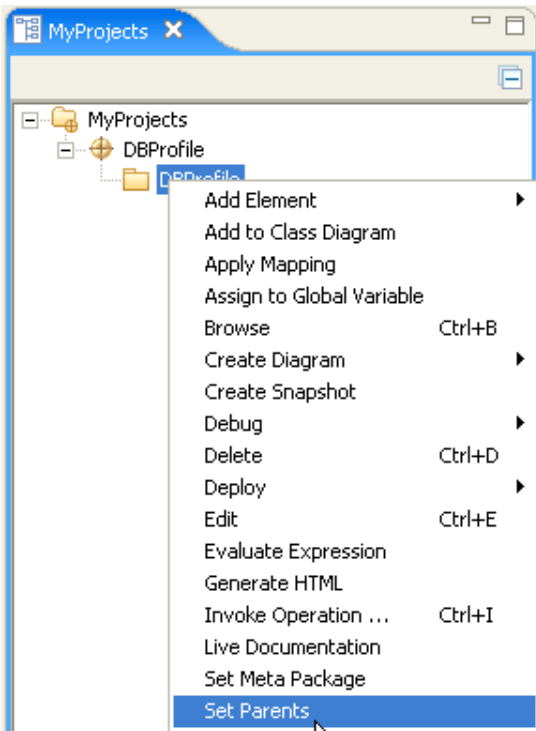 MyProjects
MyProjects
DBProfile
DBProfile
Add Element
Add to Class Diagram
Apply Mapping
Assign to Global Variable
Browse Ctrl+B
Create Diagram
Create Snapshot
Debug
Delete Ctrl+D
Deploy
Edit Ctrl+E
Evaluate Expression
Generate HTML
Invoke Operation ... Ctrl+I
Live Documentation
Set Meta Package
Set Parents